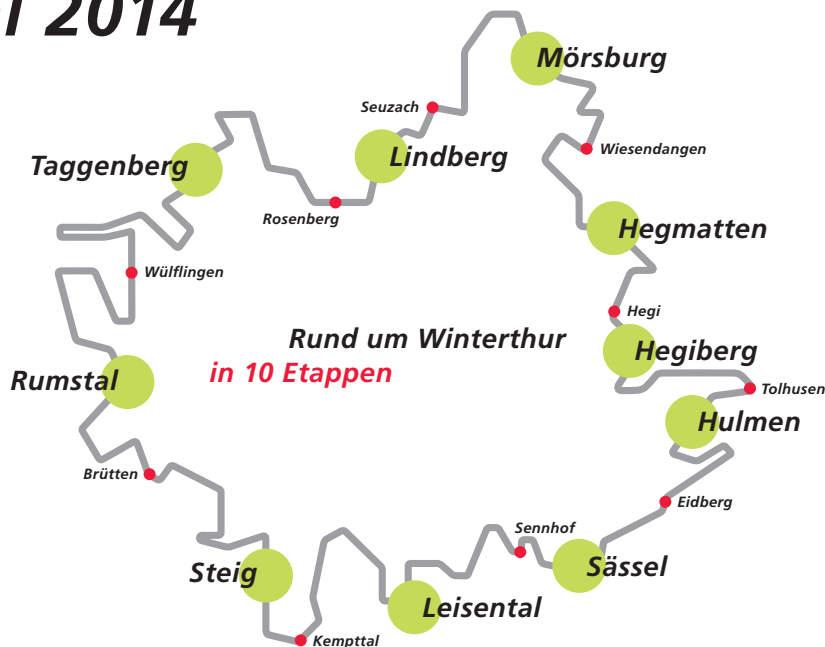 2014
Mörsburg
Seuzach
Wiesendangen
Taggenberg
Lindberg
Rosenberg
Hegmatten
Wülflingen
Hegi
Rund um Winterthur
in 10 Etappen
Hegiberg
Rumstal
Tolhusen
Hulmen
Brütten
Eidberg
Sennhof
Steig
Sässel
Leisental
Kempttal